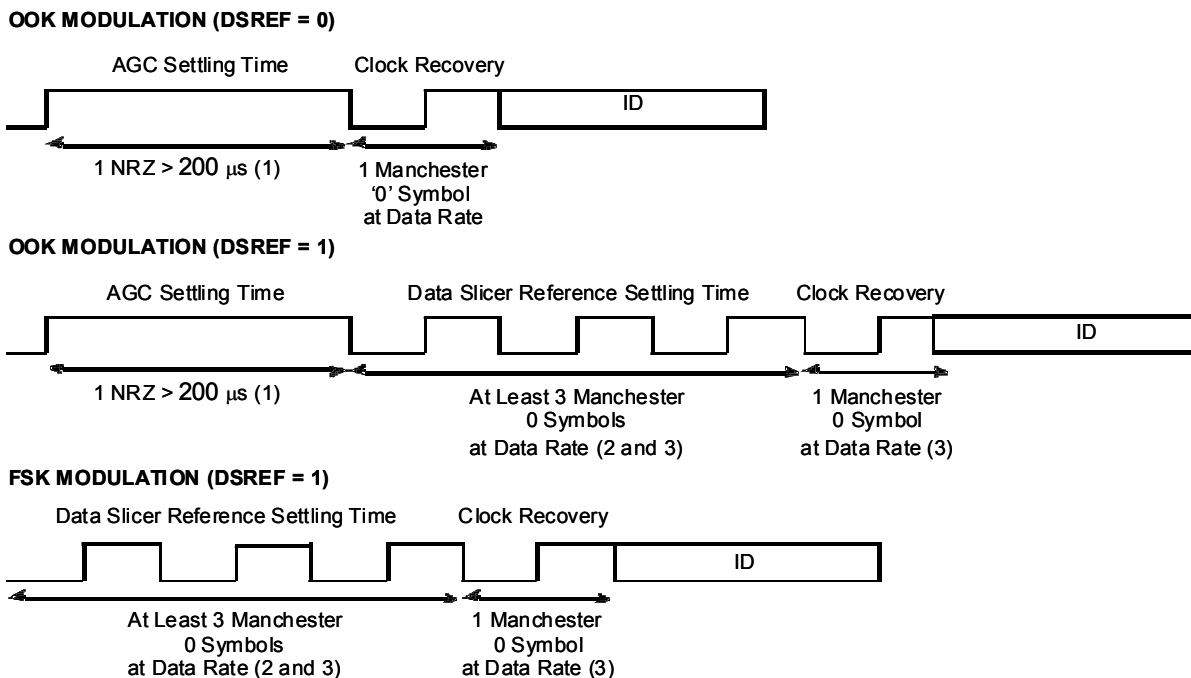 OOK MODULATION (DSREF = 0)
AGC Settling Time Clock Recovery
ID
1 NRZ > 200 µs (1) 1 Manchester
‘0’ Symbol
at Data Rate
OOK MODULATION (DSREF = 1)
AGC Settling Time Data Slicer Reference Settling Time Clock Recovery
ID
1 NRZ > 200 µs (1) At Least 3 Manchester 1 Manchester
0 Symbols 0 Symbol
at Data Rate (2 and 3) at Data Rate (3)
FSK MODULATION (DSREF = 1)
Data Slicer Reference Settling Time Clock Recovery
ID
At Least 3 Manchester 1 Manchester
0 Symbols 0 Symbol
at Data Rate (2 and 3) at Data Rate (3)